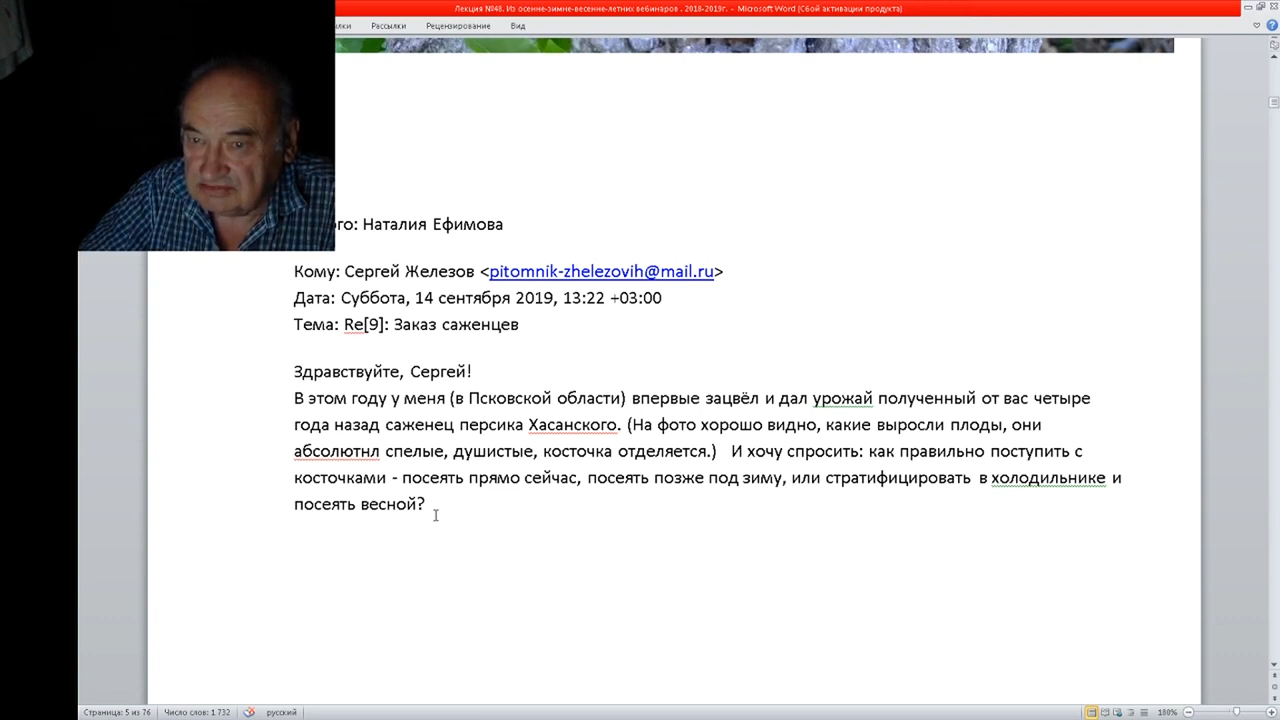 Лекция №48. Из осенне-зимне-весенне-летних вебинаров . 2018-2019г. - Microsoft Word (Сбой активации продукта)
Рассылки Рецензирование Вид
Наталия Ефимова
Кому: Сергей Железов <pitomnik-zhelezovih@mail.ru>
Дата: Суббота, 14 сентября 2019, 13:22 +03:00
Тема: Re[9]: Заказ саженцев
Здравствуйте, Сергей!
В этом году у меня (в Псковской области) впервые зацвёл и дал урожай полученный от вас четыре
года назад саженец персика Хасанского. (На фото хорошо видно, какие выросли плоды, они
абсолютнл спелые, душистые, косточка отделяется.) И хочу спросить: как правильно поступить с
косточками - посеять прямо сейчас, посеять позже под зиму, или стратифицировать в холодильнике и
посеять весной?
Страница: 5 из 76 Число слов: 1 732 русский 180%